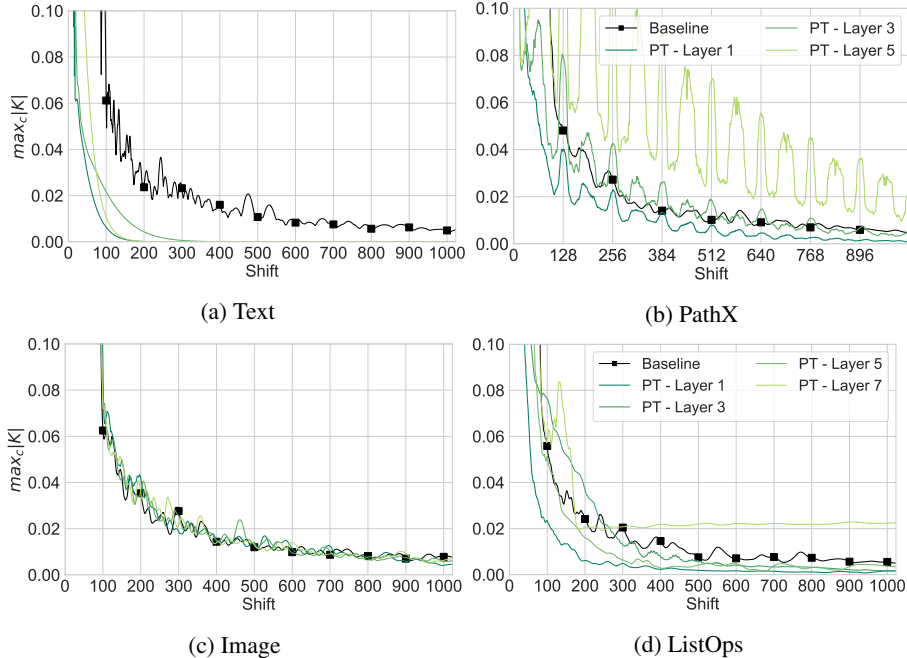 0.10
0.08
0.06
0.04
0.02
0.00
max_c|K|
0 100 200 300 400 500 600 700 800 900 1000
Shift
(a) Text
0.10
0.08
0.06
0.04
0.02
0.00
Baseline
PT - Layer 1
PT - Layer 3
PT - Layer 5
0 128 256 384 512 640 768 896
Shift
(b) PathX
0.10
0.08
0.06
0.04
0.02
0.00
max_c|K|
0 100 200 300 400 500 600 700 800 900 1000
Shift
(c) Image
0.10
0.08
0.06
0.04
0.02
0.00
Baseline
PT - Layer 1
PT - Layer 3
PT - Layer 5
PT - Layer 7
0 100 200 300 400 500 600 700 800 900 1000
Shift
(d) ListOps